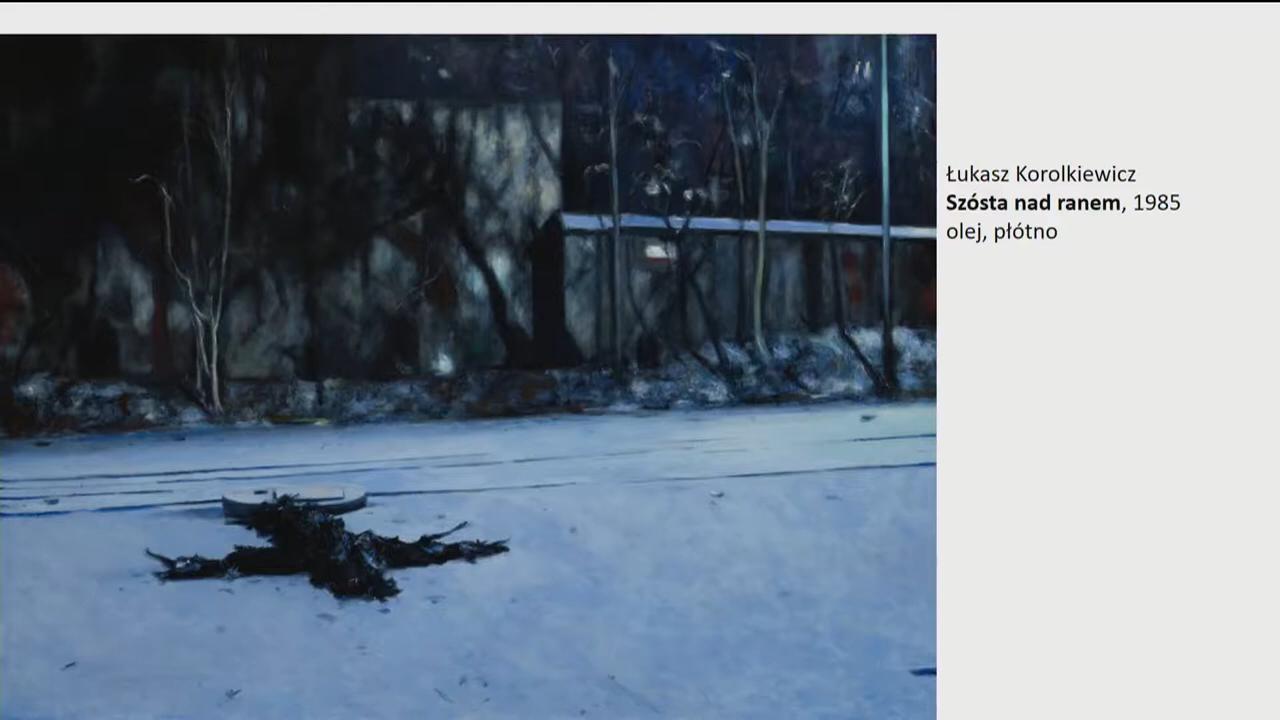 Łukasz Korolkiewicz
Szósta nad ranem, 1985
olej, płótno